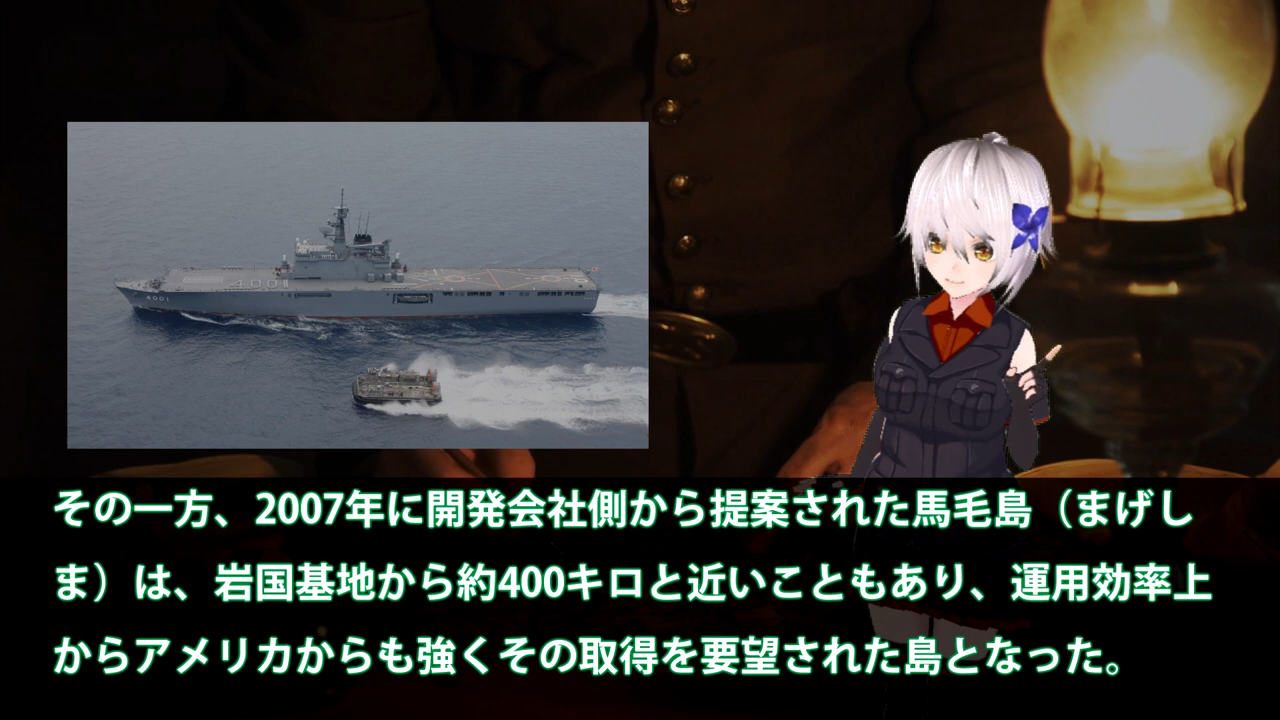 4001
4001
その一方、2007年に開発会社側から提案された馬毛島（まげし
ま）は、岩国基地から約400キロと近いこともあり、運用効率上
からアメリカからも強くその取得を要望された島となった。